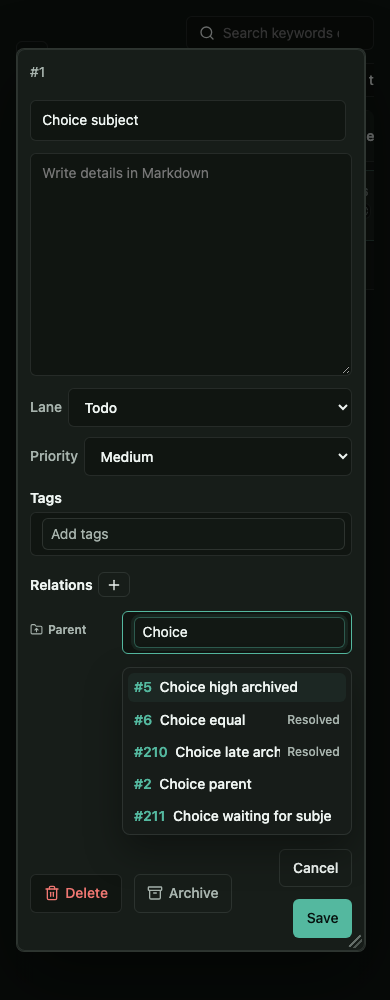 Search keywords
#1
Choice subject
Write details in Markdown
Lane Todo
Priority Medium
Tags
Add tags
Relations +
Parent Choice
#5 Choice high archived
#6 Choice equal Resolved
#210 Choice late arch Resolved
#2 Choice parent
#211 Choice waiting for subje
Cancel
Delete Archive
Save